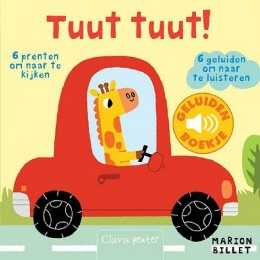 Tuut tuut!
6 prenten
om naar te
kijken
6 geluiden
om naar te
luisteren
GELUIDEN
BOEKJE
Clavis peuter
MARION
BILLET